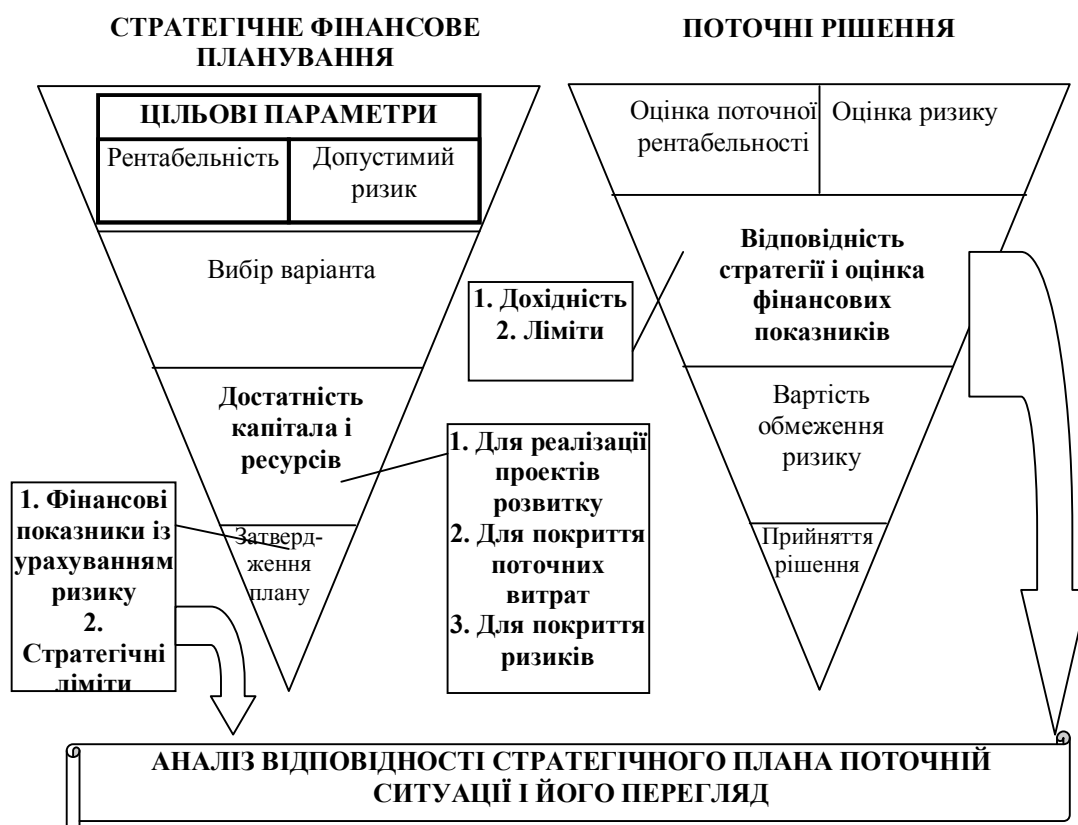 СТРАТЕГІЧНЕ ФІНАНСОВЕ
ПЛАНУВАННЯ
ЦІЛЬОВІ ПАРАМЕТРИ
Рентабельність
Допустимий
ризик
Вибір варіанта
Достатність
капітала і
ресурсів
1. Для реалізації
проектів
розвитку
2. Для покриття
поточних
витрат
3. Для покриття
ризиків
Затверд-
ження
плану
1. Фінансові
показники із
урахуванням
ризику
2.
Стратегічні
ліміти
ПОТОЧНІ РІШЕННЯ
Оцінка поточної
рентабельності
Оцінка ризику
Відповідність
стратегії і оцінка
фінансових
показників
1. Дохідність
2. Ліміти
Вартість
обмеження
ризику
Прийняття
рішення
АНАЛІЗ ВІДПОВІДНОСТІ СТРАТЕГІЧНОГО ПЛАНА ПОТОЧНІЙ
СИТУАЦІЇ І ЙОГО ПЕРЕГЛЯД